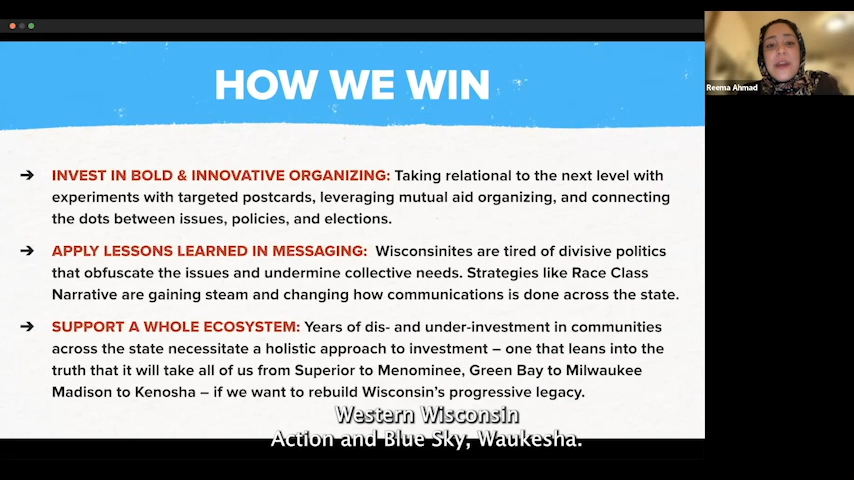 HOW WE WIN
Reema Ahmad
➔ INVEST IN BOLD & INNOVATIVE ORGANIZING: Taking relational to the next level with
experiments with targeted postcards, leveraging mutual aid organizing, and connecting
the dots between issues, policies, and elections.
➔ APPLY LESSONS LEARNED IN MESSAGING: Wisconsinites are tired of divisive politics
that obfuscate the issues and undermine collective needs. Strategies like Race Class
Narrative are gaining steam and changing how communications is done across the state.
➔ SUPPORT A WHOLE ECOSYSTEM: Years of dis- and under-investment in communities
across the state necessitate a holistic approach to investment – one that leans into the
truth that it will take all of us from Superior to Menominee, Green Bay to Milwaukee
Madison to Kenosha – if we want to rebuild Wisconsin's progressive legacy.
Western Wisconsin
Action and Blue Sky, Waukesha.